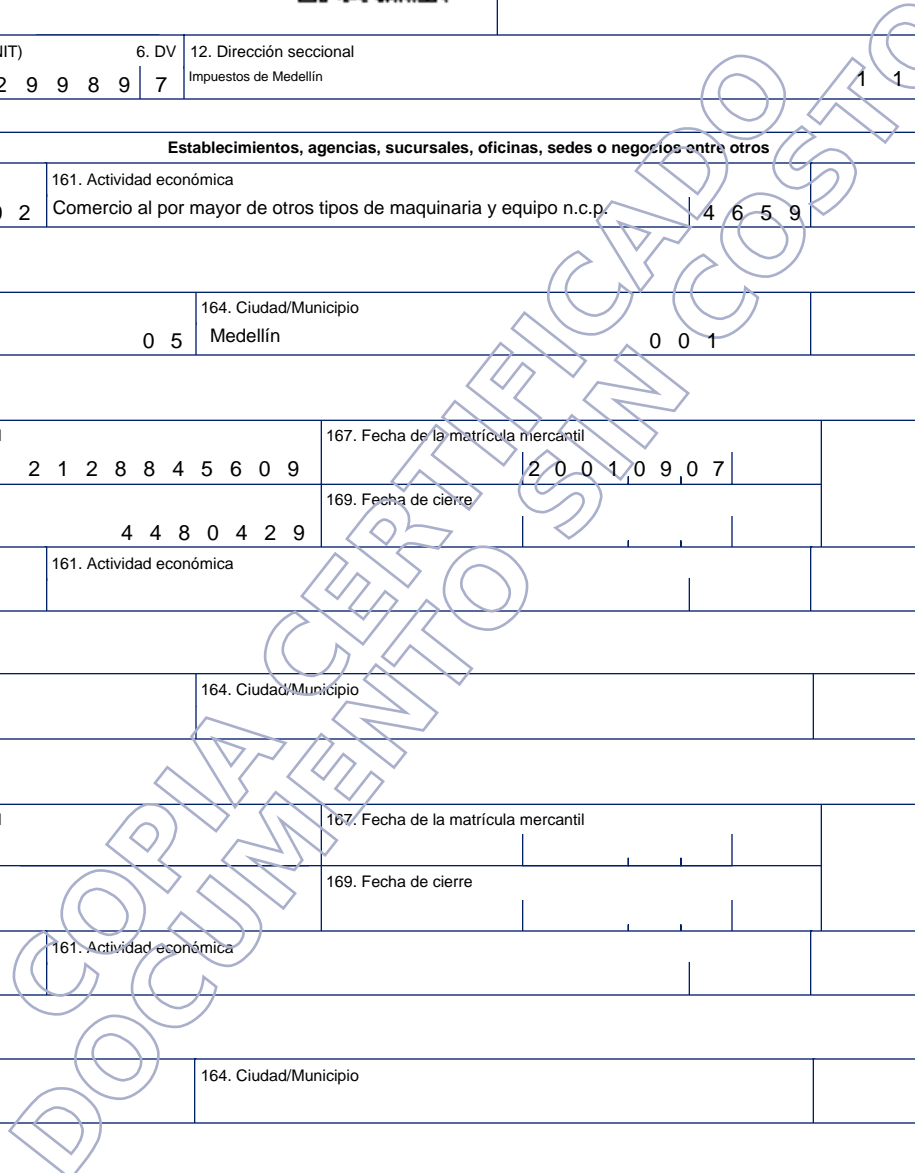 IT) 6. DV 12. Dirección seccional
2 9 9 8 9 7 Impuestos de Medellín 1 1
Establecimientos, agencias, sucursales, oficinas, sedes o negocios entre otros
161. Actividad económica
2 Comercio al por mayor de otros tipos de maquinaria y equipo n.c.p. 4 6 5 9
164. Ciudad/Municipio
0 5 Medellín 0 0 1
167. Fecha de la matrícula mercantil
2 1 2 8 8 4 5 6 0 9 2 0 0 1 0 9 0 7
169. Fecha de cierre
4 4 8 0 4 2 9
161. Actividad económica
164. Ciudad/Municipio
167. Fecha de la matrícula mercantil
169. Fecha de cierre
161. Actividad económica
164. Ciudad/Municipio
COPIA CERTIFICADO
DOCUMENTO SIN COSTO